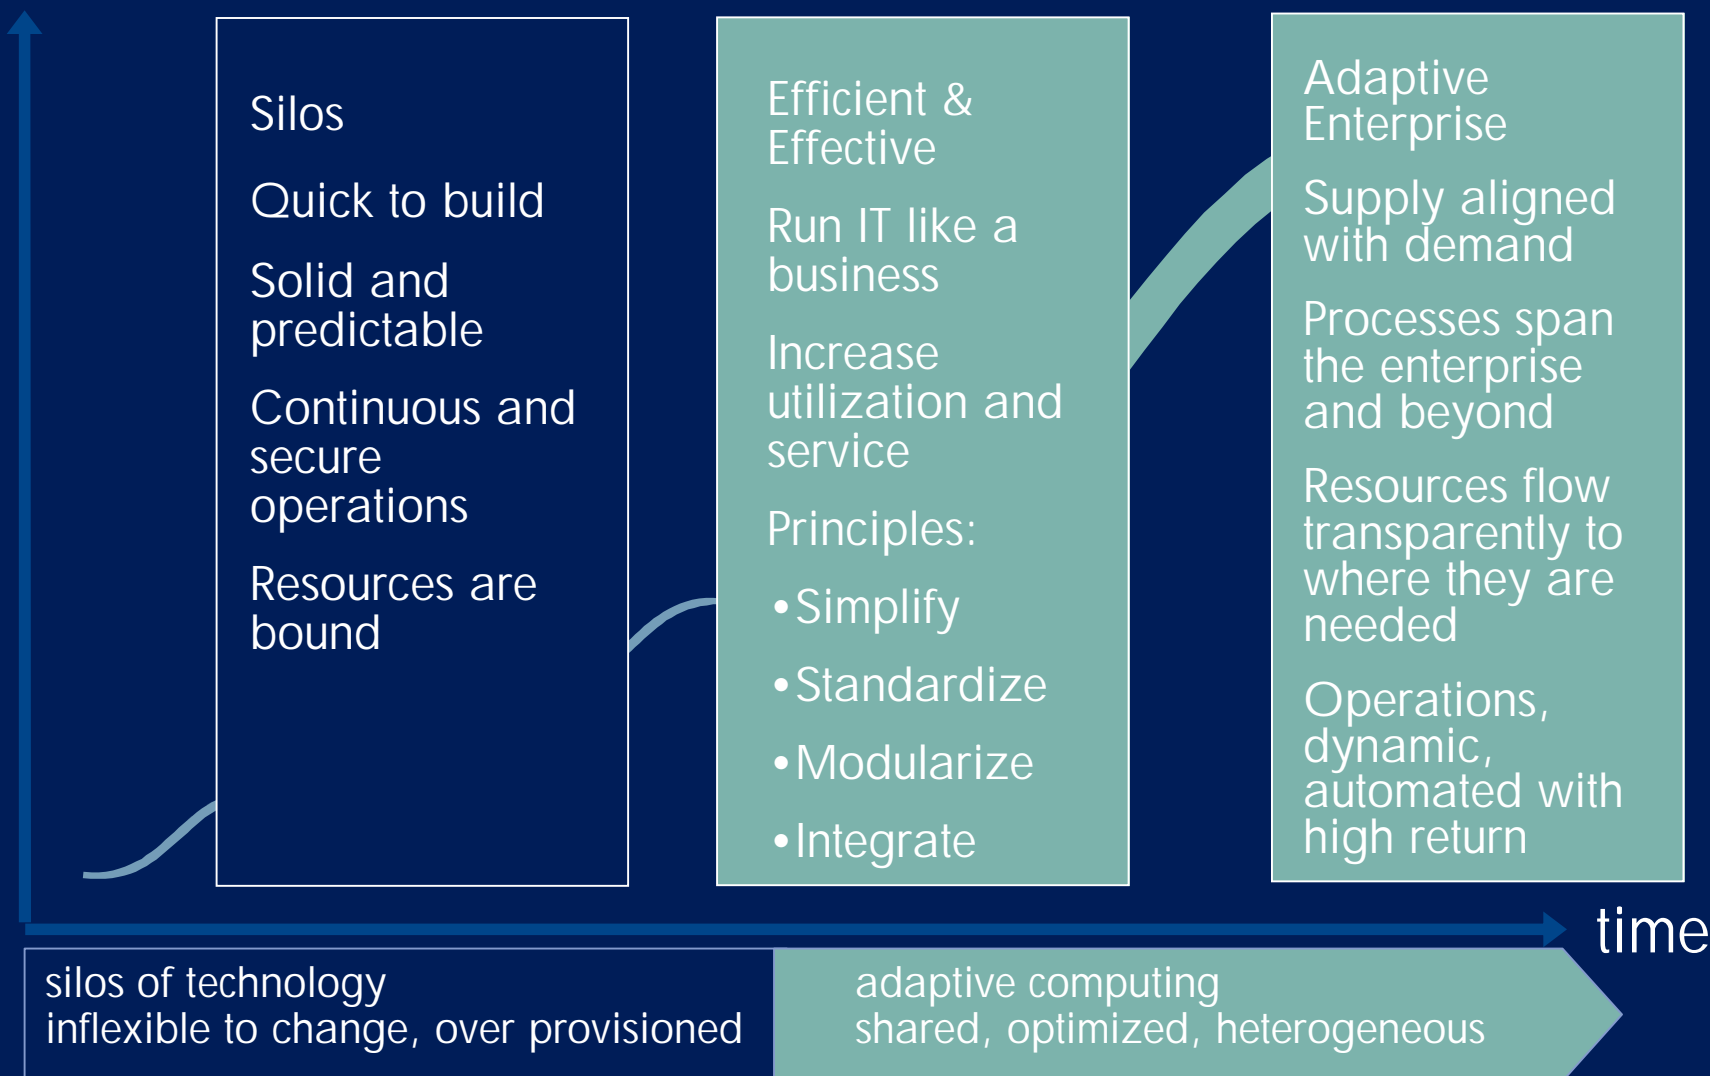 Silos
Quick to build
Solid and
predictable
Continuous and
secure
operations
Resources are
bound
Efficient &
Effective
Run IT like a
business
Increase
utilization and
service
Principles:
•Simplify
•Standardize
•Modularize
•Integrate
Adaptive
Enterprise
Supply aligned
with demand
Processes span
the enterprise
and beyond
Resources flow
transparently to
where they are
needed
Operations,
dynamic,
automated with
high return
time
silos of technology
inflexible to change, over provisioned
adaptive computing
shared, optimized, heterogeneous